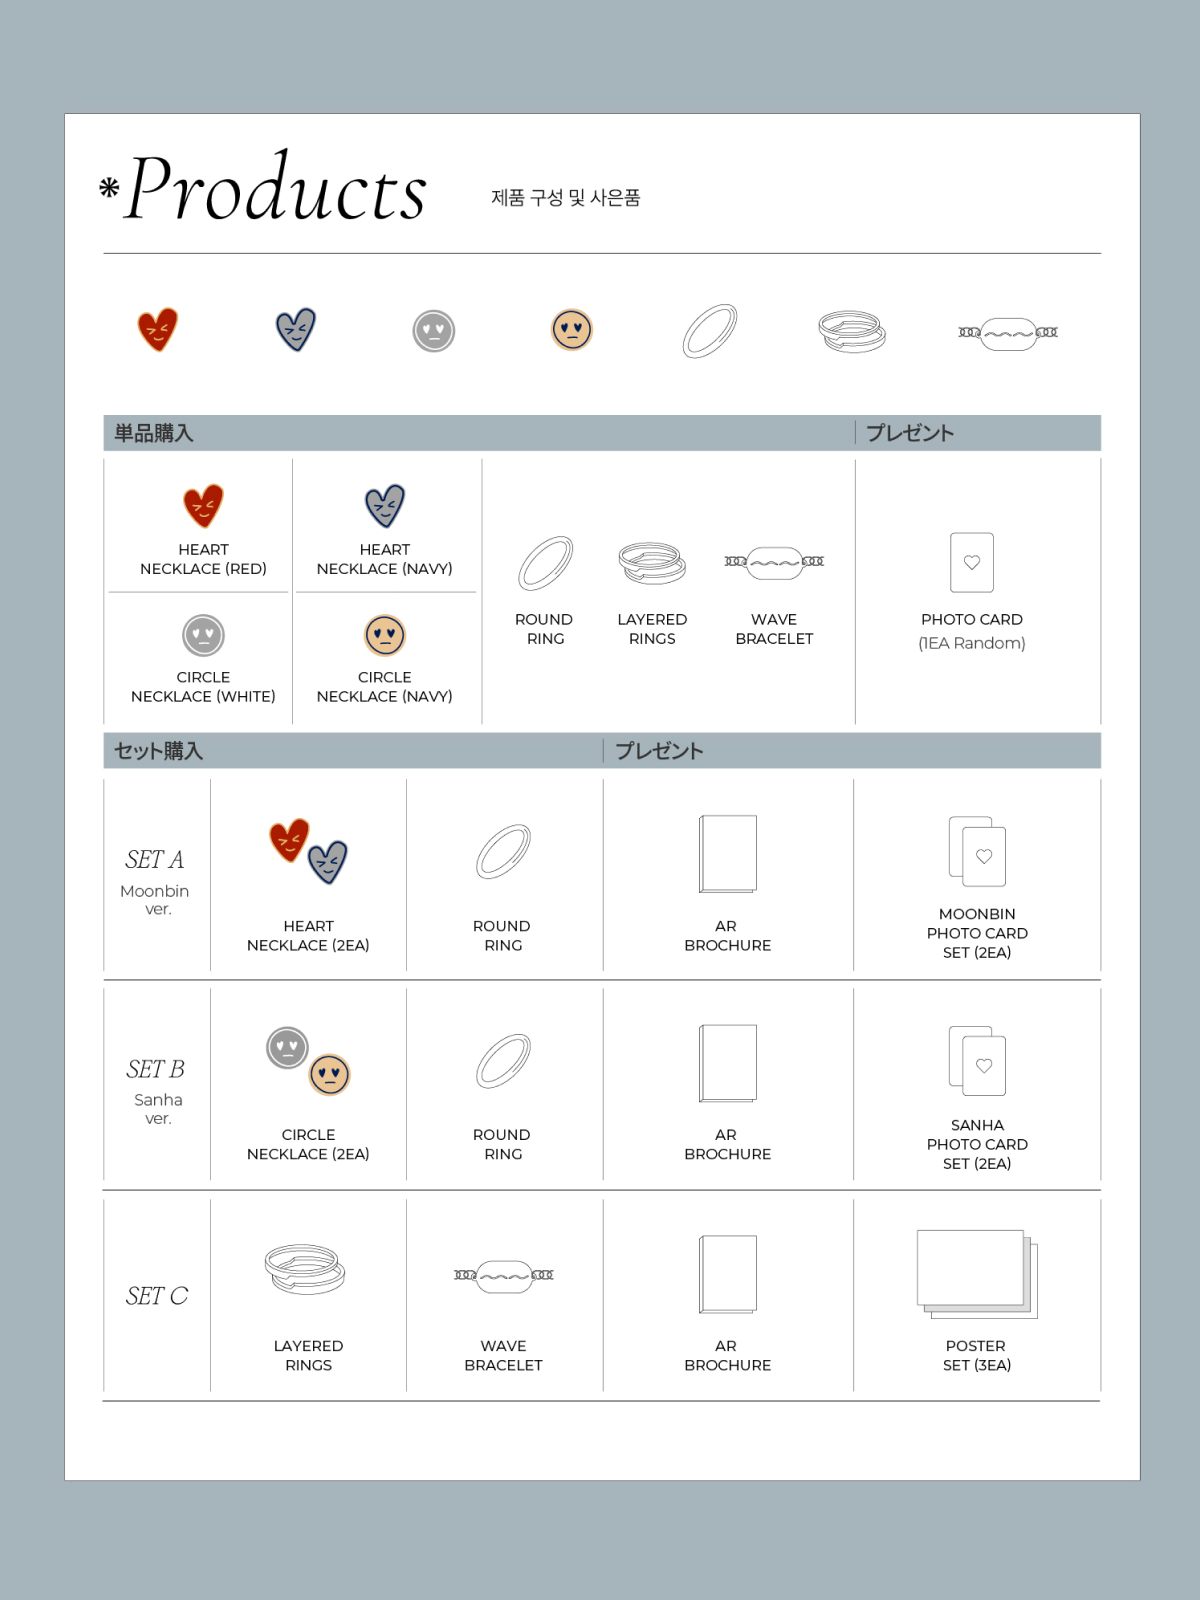 *Products
제품 구성 및 사은품
単品購入
プレゼント
HEART
NECKLACE (RED)
HEART
NECKLACE (NAVY)
CIRCLE
NECKLACE (WHITE)
CIRCLE
NECKLACE (NAVY)
ROUND
RING
LAYERED
RINGS
WAVE
BRACELET
PHOTO CARD
(1EA Random)
セット購入
プレゼント
SET A
Moonbin
ver.
HEART
NECKLACE (2EA)
ROUND
RING
AR
BROCHURE
MOONBIN
PHOTO CARD
SET (2EA)
SET B
Sanha
ver.
CIRCLE
NECKLACE (2EA)
ROUND
RING
AR
BROCHURE
SANHA
PHOTO CARD
SET (2EA)
SET C
LAYERED
RINGS
WAVE
BRACELET
AR
BROCHURE
POSTER
SET (3EA)